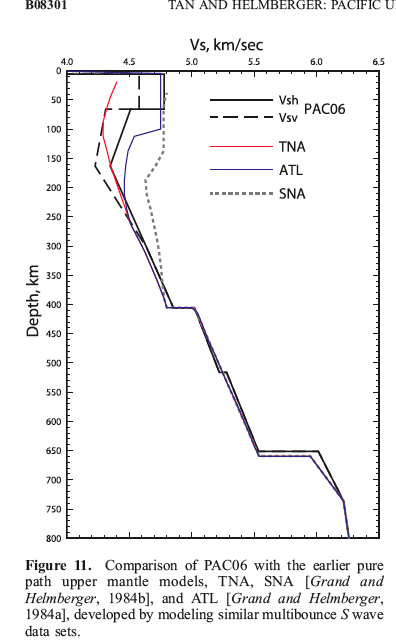 B08301 TAN AND HELMBERGER: PACIFIC U
Vs, km/sec
4.0 4.5 5.0 5.5 6.0 6.5
0
50
100
150
200
250
300
350
400
450
500
550
600
650
700
750
800
Depth, km
Vsh
Vsv
PAC06
TNA
ATL
SNA
Figure 11. Comparison of PAC06 with the earlier pure
path upper mantle models, TNA, SNA [Grand and
Helmberger, 1984b], and ATL [Grand and Helmberger,
1984a], developed by modeling similar multibounce S wave
data sets.